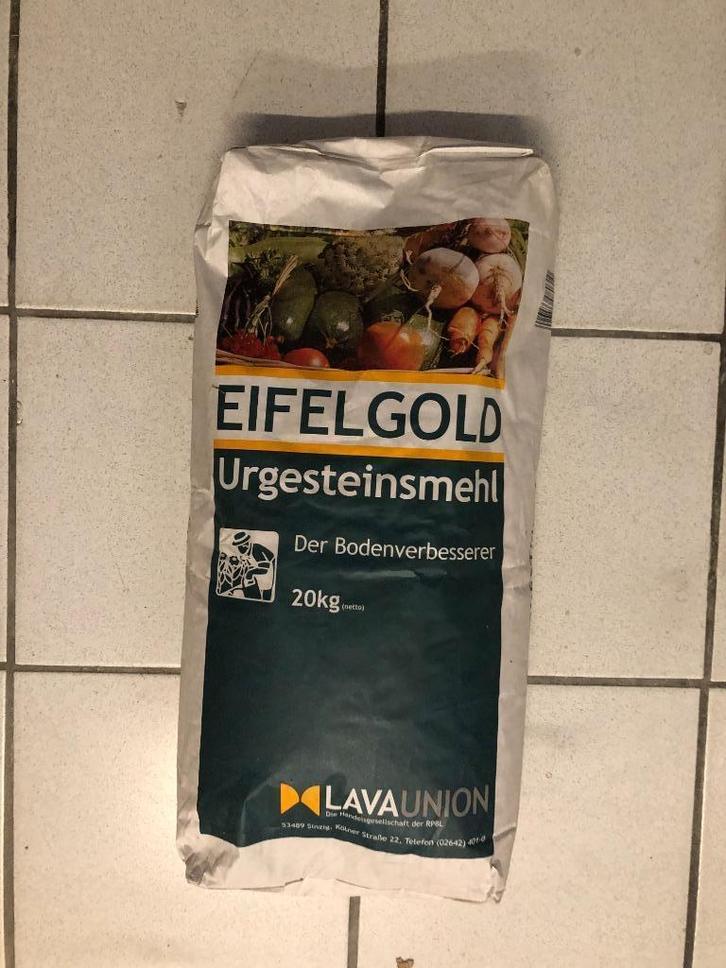 EIFELGOLD
Urgesteinsmehl
Der Bodenverbesserer
20kg (netto)
LAVAUNION
Die Handelsgesellschaft der RPBL
53489 Sinzig, Kölner Straße 22, Telefon (02642) 401-0